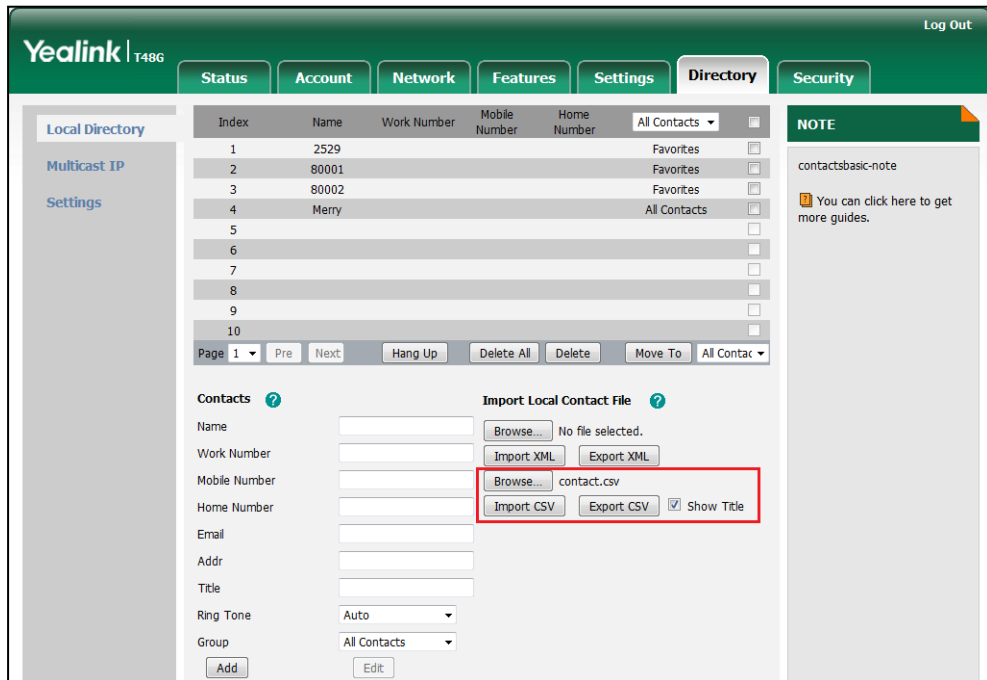 Log Out
Yealink T48G
Status Account Network Features Settings Directory Security
Local Directory
Multicast IP
Settings
Index Name Work Number Mobile Number Home Number All Contacts
1 2529 Favorites
2 80001 Favorites
3 80002 Favorites
4 Merry All Contacts
5
6
7
8
9
10
Page 1 Pre Next Hang Up Delete All Delete Move To All Contac
Contacts ? Import Local Contact File ?
Name Browse... No file selected.
Work Number Import XML Export XML
Mobile Number Browse... contact.csv
Home Number Import CSV Export CSV Show Title
Email
Addr
Title
Ring Tone Auto
Group All Contacts
Add Edit
NOTE
contactsbasic-note
? You can click here to get
more guides.